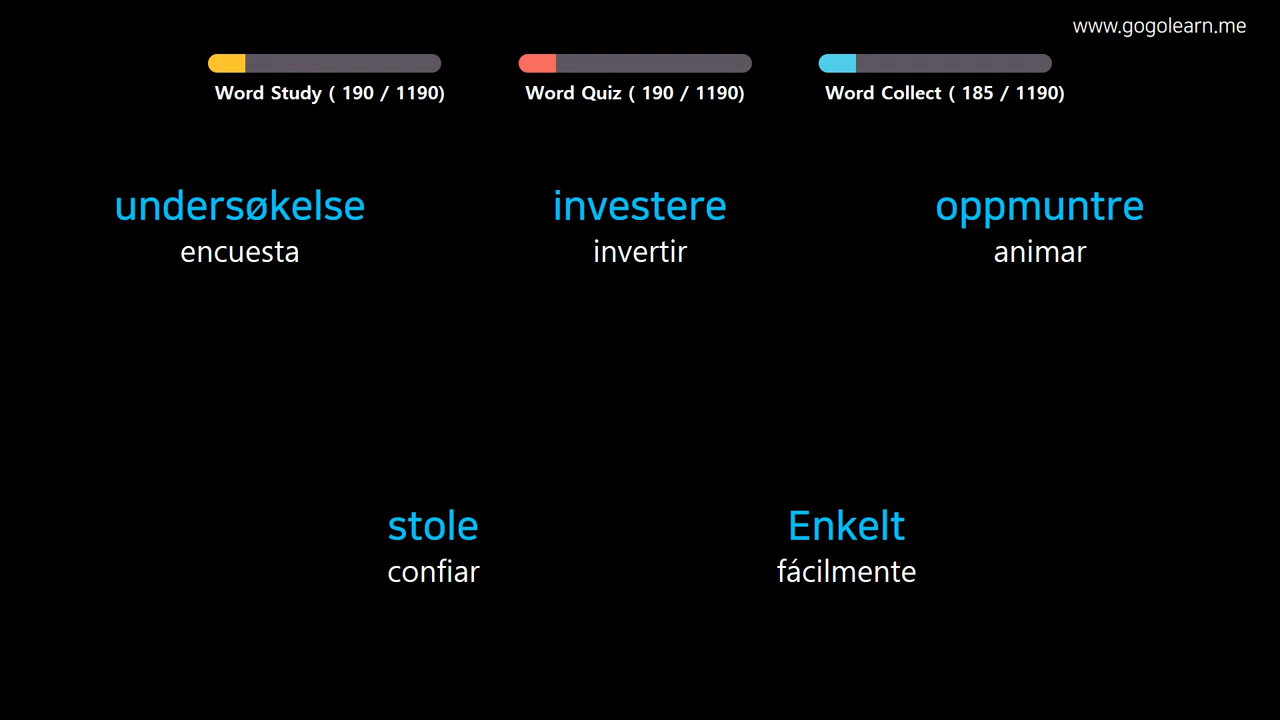 www.gogolearn.me
Word Study ( 190 / 1190)
Word Quiz ( 190 / 1190)
Word Collect ( 185 / 1190)
undersøkelse
encuesta
investere
invertir
oppmuntre
animar
stole
confiar
Enkelt
fácilmente